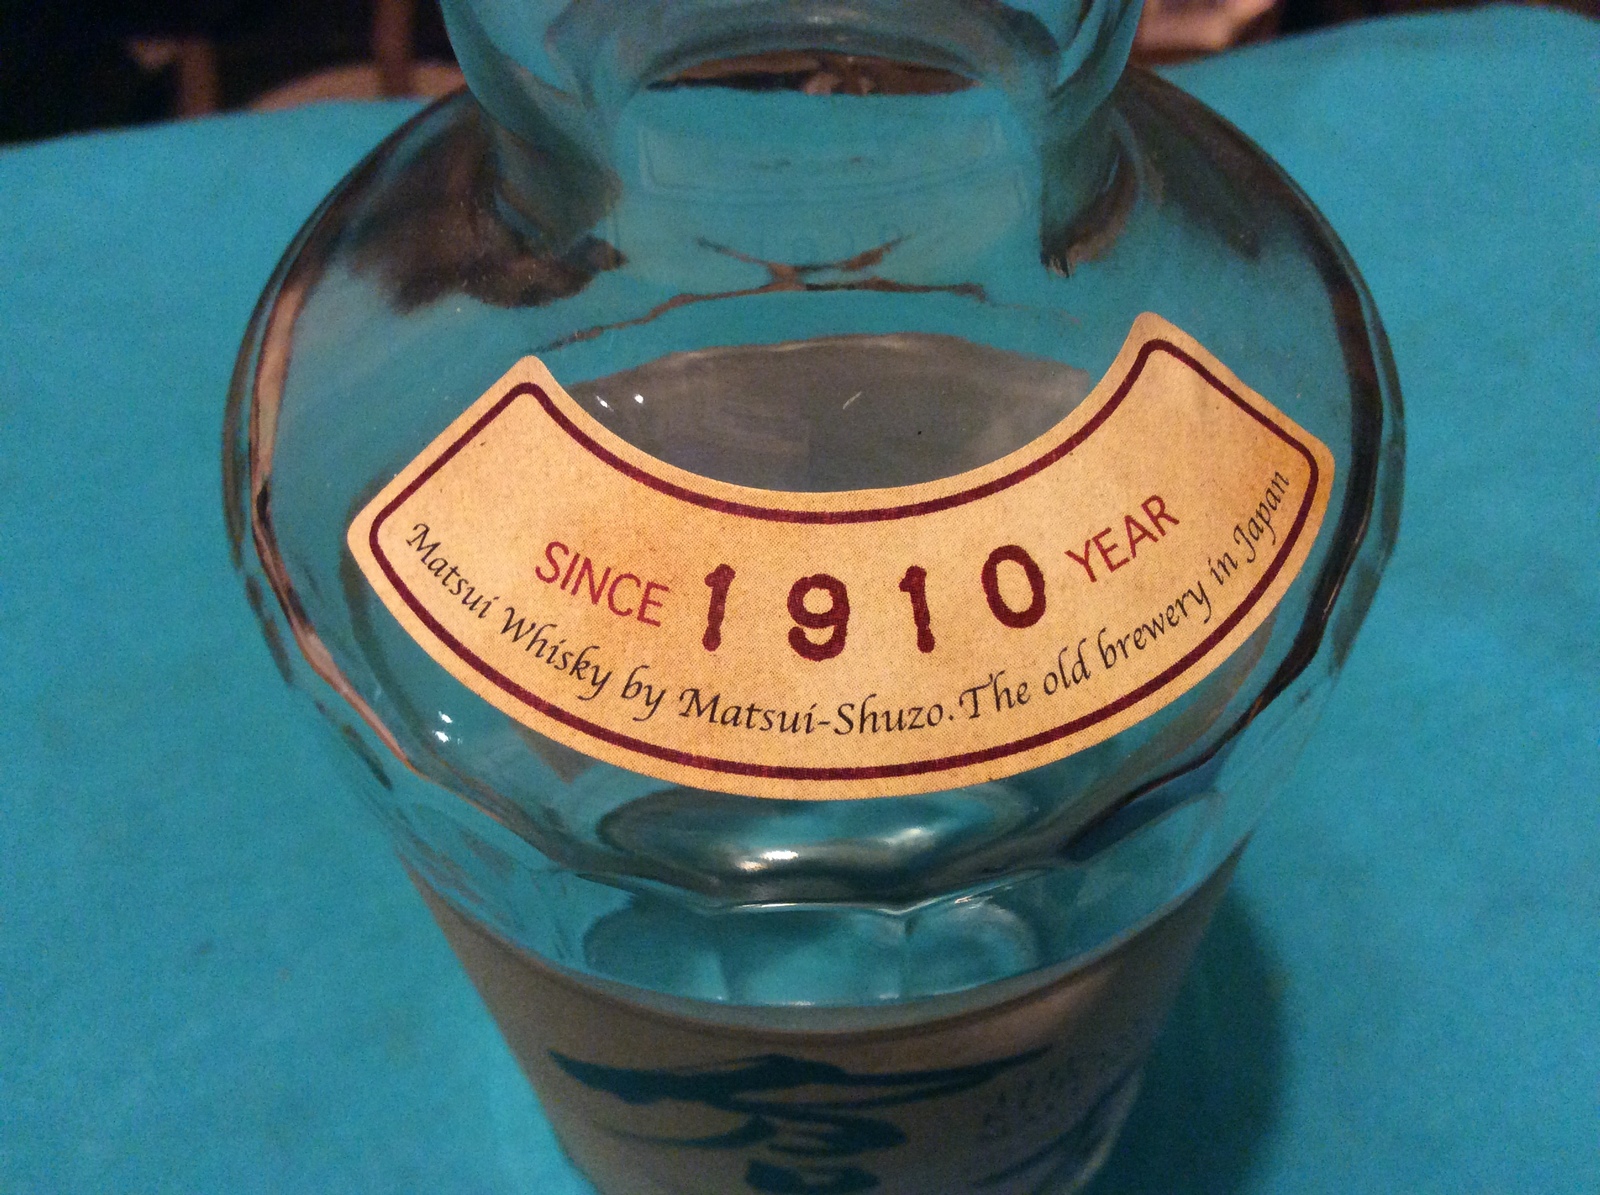 SINCE 1910 YEAR
Matsui Whisky by Matsui-Shuzo.The old brewery in Japan